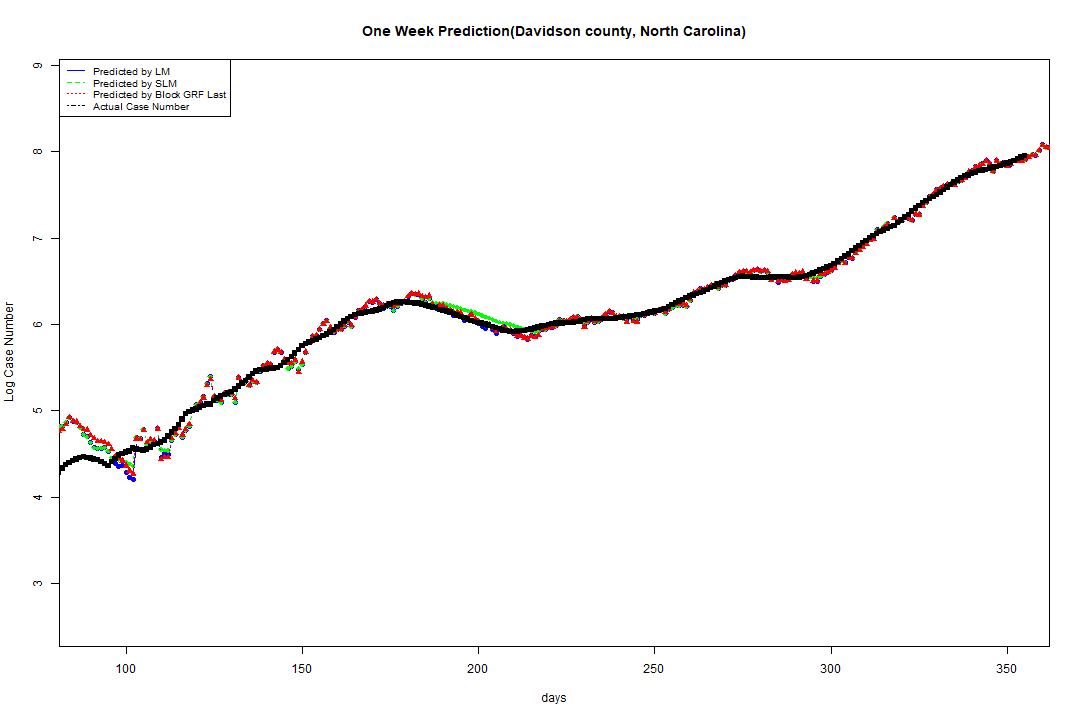 One Week Prediction(Davidson county, North Carolina)
Predicted by LM
Predicted by SLM
Predicted by Block GRF Last
Actual Case Number
9
8
7
6
5
4
3
Log Case Number
100 150 200 250 300 350
days